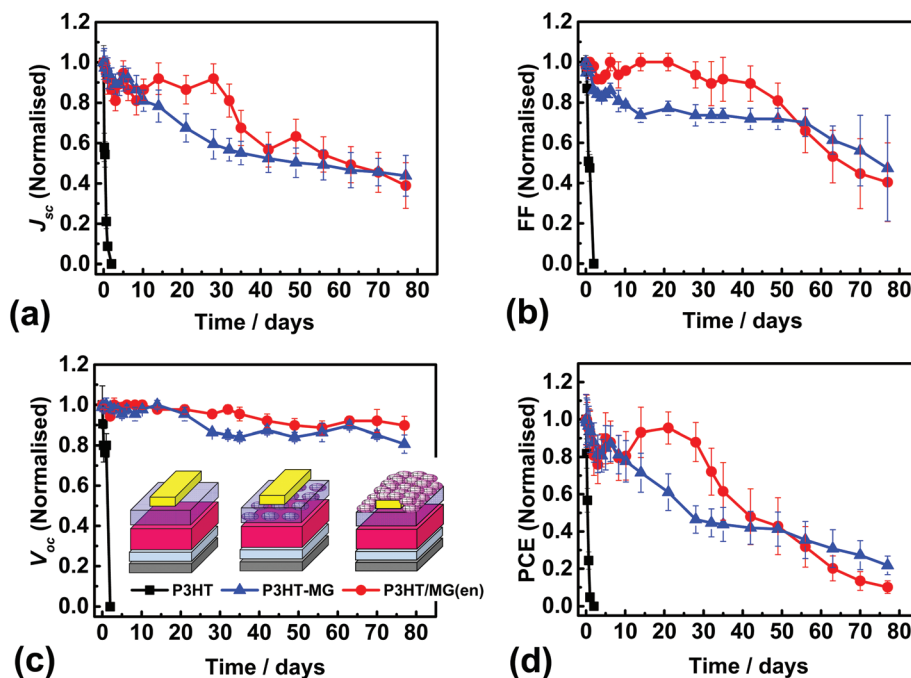 1.2
1.0
0.8
0.6
0.4
0.2
0.0
Jsc (Normalised)
0 10 20 30 40 50 60 70 80
Time / days
(a)
1.2
1.0
0.8
0.6
0.4
0.2
0.0
FF (Normalised)
0 10 20 30 40 50 60 70 80
Time / days
(b)
1.2
1.0
0.8
0.6
0.4
0.2
0.0
Voc (Normalised)
P3HT P3HT-MG P3HT/MG(en)
0 10 20 30 40 50 60 70 80
Time / days
(c)
1.2
1.0
0.8
0.6
0.4
0.2
0.0
PCE (Normalised)
0 10 20 30 40 50 60 70 80
Time / days
(d)